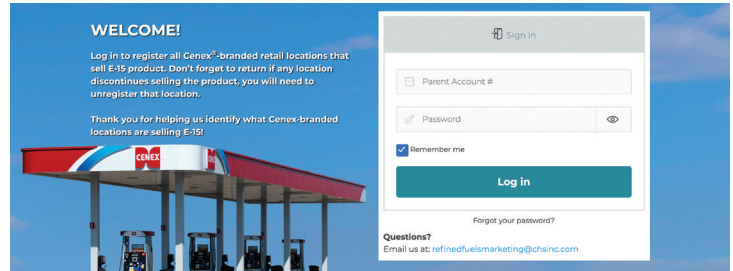 WELCOME!
Log in to register all Cenex®-branded retail locations that
sell E-15 product. Don't forget to return if any location
discontinues selling the product, you will need to
unregister that location.
Thank you for helping us identify what Cenex-branded
locations are selling E-15!
CENEX
Sign in
Parent Account #
Password
Remember me
Log in
Forgot your password?
Questions?
Email us at: refinedfuelsmarketing@chsinc.com